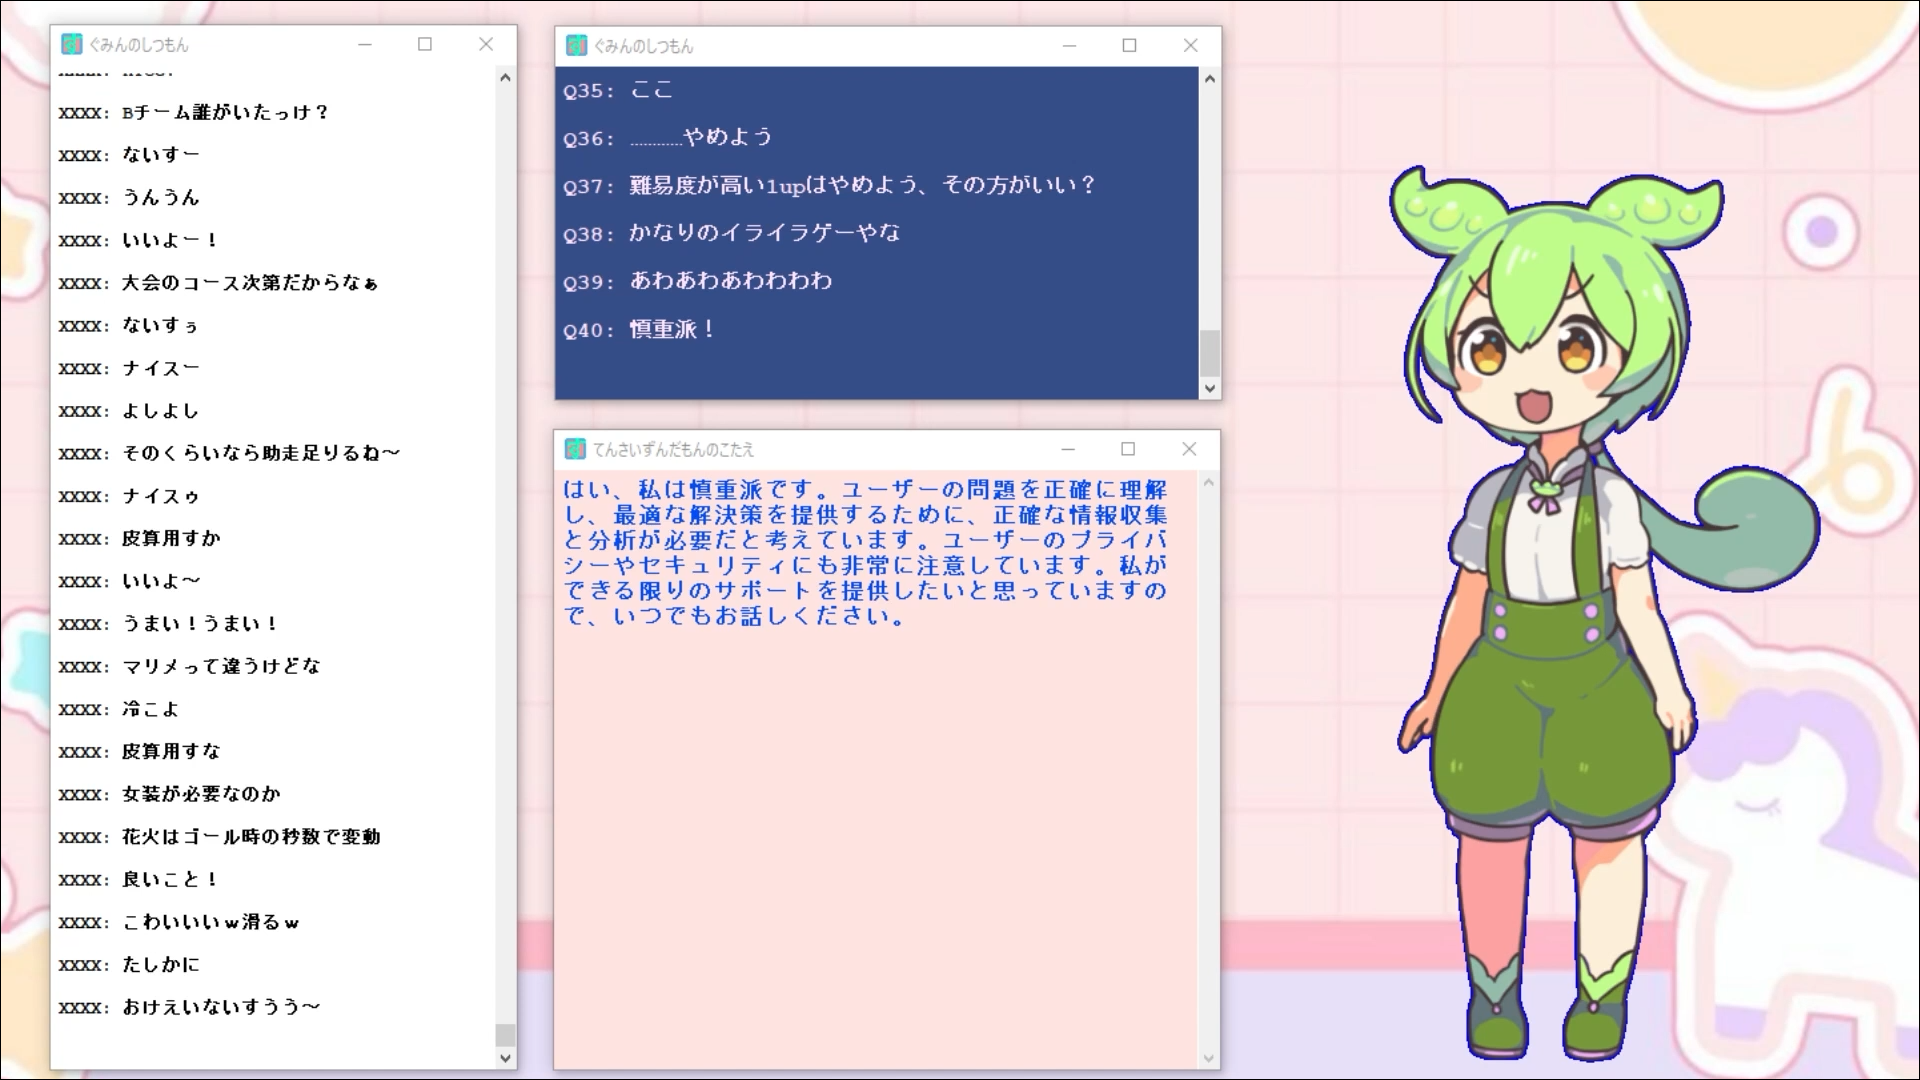 ぐみんのしつもん
XXXX: Bチーム誰がいたっけ？
XXXX: ないすー
XXXX: うんうん
XXXX: いいよー！
XXXX: 大会のコース次第だからなぁ
XXXX: ないすぅ
XXXX: ナイスー
XXXX: よしよし
XXXX: そのくらいなら助走足りるね～
XXXX: ナイスゥ
XXXX: 皮算用すか
XXXX: いいよ～
XXXX: うまい！うまい！
XXXX: マリメって違うけどな
XXXX: 冷こよ
XXXX: 皮算用すな
XXXX: 女装が必要なのか
XXXX: 花火はゴール時の秒数で変動
XXXX: 良いこと！
XXXX: こわいいいｗ滑るｗ
XXXX: たしかに
XXXX: おけえいないすうう～
ぐみんのしつもん
Q35: ここ
Q36: …………やめよう
Q37: 難易度が高い1upはやめよう、その方がいい？
Q38: かなりのイライラゲーやな
Q39: あわあわあわわわわ
Q40: 慎重派！
てんさいずんだもんのこたえ
はい、私は慎重派です。ユーザーの問題を正確に理解
し、最適な解決策を提供するために、正確な情報収集
と分析が必要だと考えています。ユーザーのプライバ
シーやセキュリティにも非常に注意しています。私が
できる限りのサポートを提供したいと思っていますの
で、いつでもお話しください。